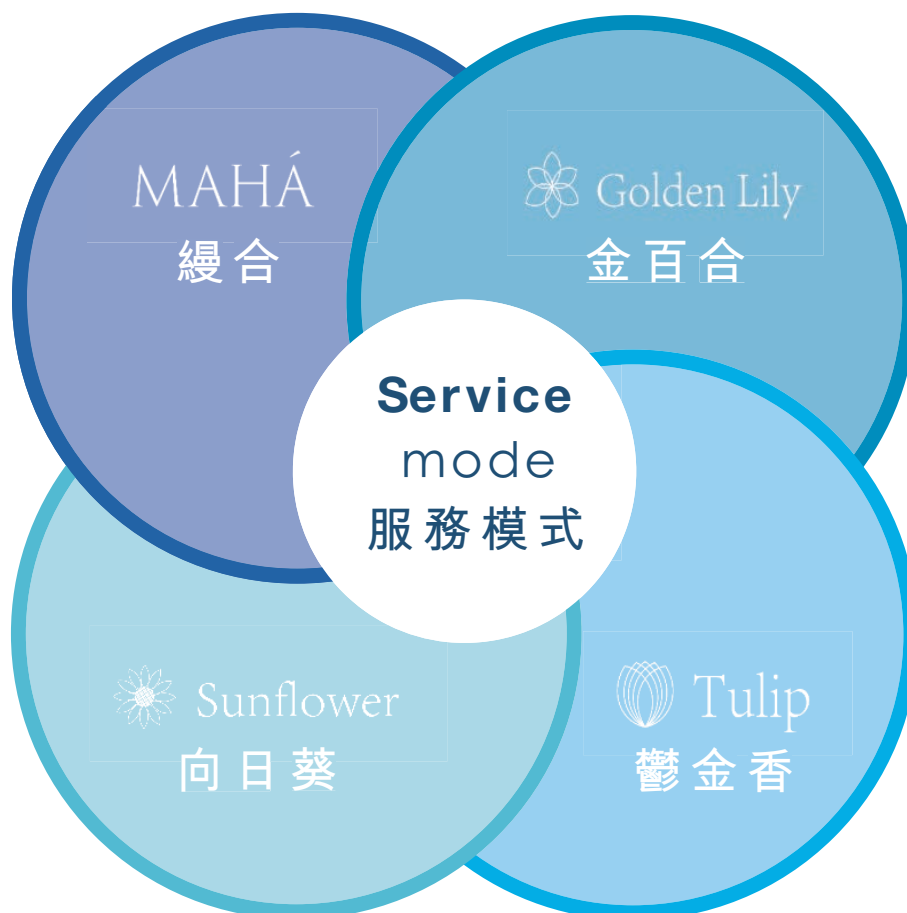 MAHÁ
縵合
Golden Lily
金百合
Service
mode
服務模式
Sunflower
向日葵
Tulip
鬱金香